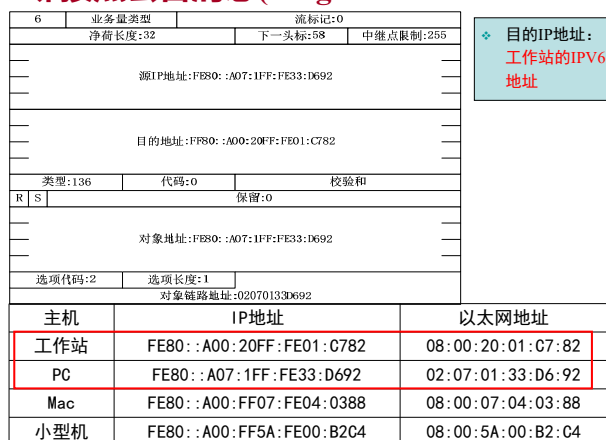 6 业务量类型 流标记:0
净荷长度:32 下一头标:58 中继点限制:255
源IP地址:FE80::A07:1FF:FE33:D692
目的地址:FF80::A00:20FF:FE01:C782
类型:136 代码:0 校验和
R S 保留:0
对象地址:FE80::A07:1FF:FE33:D692
选项代码:2 选项长度:1
对象链路地址:02070133D692
目的IP地址:
工作站的IPV6
地址
主机 IP地址 以太网地址
工作站 FE80::A00:20FF:FE01:C782 08:00:20:01:C7:82
PC FE80::A07:1FF:FE33:D692 02:07:01:33:D6:92
Mac FE80::A00:FF07:FE04:0388 08:00:07:04:03:88
小型机 FE80::A00:FF5A:FE00:B2C4 08:00:5A:00:B2:C4